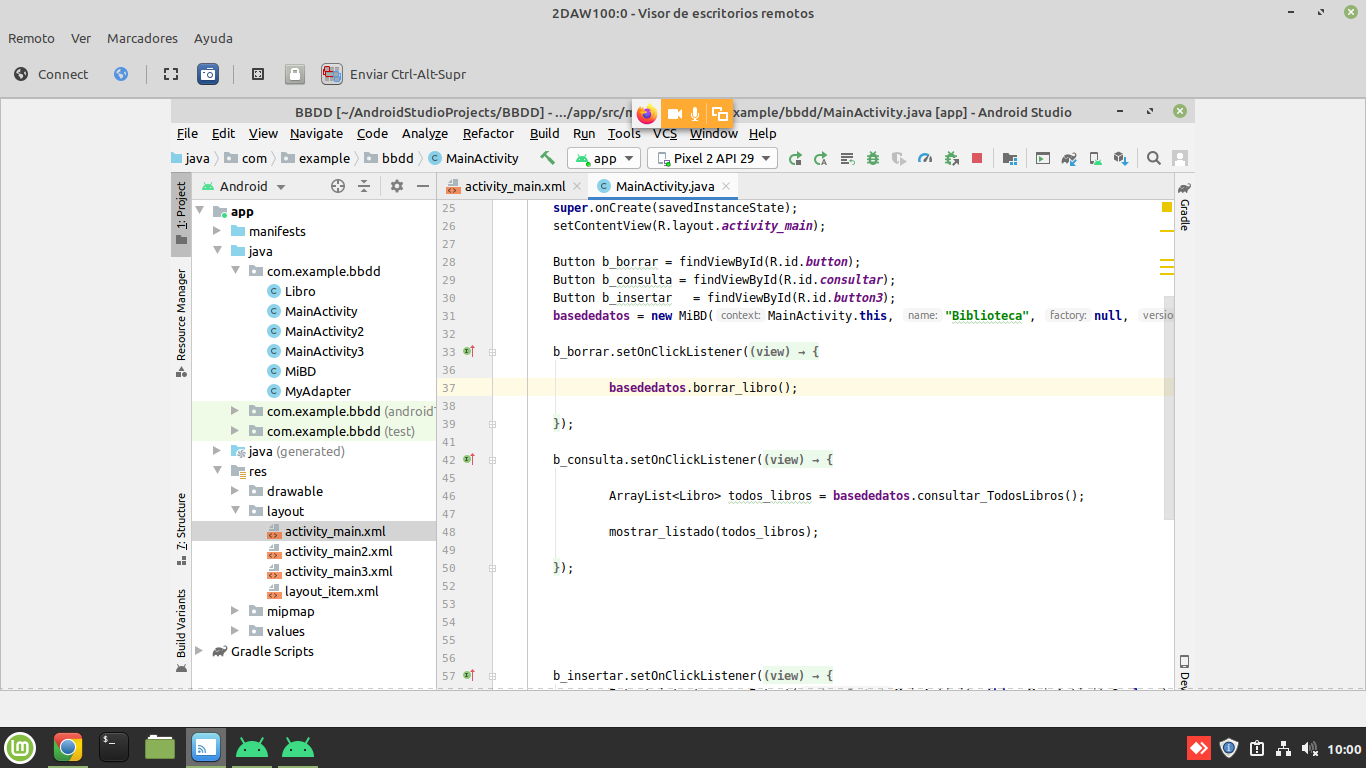 2DAW100:0 - Visor de escritorios remotos
Remoto Ver Marcadores Ayuda
Connect Enviar Ctrl-Alt-Supr
BBDD [~/AndroidStudioProjects/BBDD] - .../app/src/m example/bbdd/MainActivity.java [app] - Android Studio
File Edit View Navigate Code Analyze Refactor Build Run Tools VCS Window Help
java com example bbdd MainActivity app Pixel 2 API 29
1: Project
Resource Manager
7: Structure
Build Variants
Android
app
manifests
java
com.example.bbdd
Libro
MainActivity
MainActivity2
MainActivity3
MiBD
MyAdapter
com.example.bbdd (android
com.example.bbdd (test)
java (generated)
res
drawable
layout
activity_main.xml
activity_main2.xml
activity_main3.xml
layout_item.xml
mipmap
values
Gradle Scripts
activity_main.xml MainActivity.java
25 super.onCreate(savedInstanceState);
26 setContentView(R.layout.activity_main);
27
28 Button b_borrar = findViewById(R.id.button);
29 Button b_consulta = findViewById(R.id.consultar);
30 Button b_insertar = findViewById(R.id.button3);
31 basededatos = new MiBD( context: MainActivity.this, name: "Biblioteca", factory: null, versio
32
33 b_borrar.setOnClickListener((view) → {
36
37 basededatos.borrar_libro();
38
39 });
41
42 b_consulta.setOnClickListener((view) → {
45
46 ArrayList<Libro> todos_libros = basededatos.consultar_TodosLibros();
47
48 mostrar_listado(todos_libros);
49
50 });
52
53
54
55
56
57 b_insertar.setOnClickListener((view) → {
Gradle
Dev
10:00